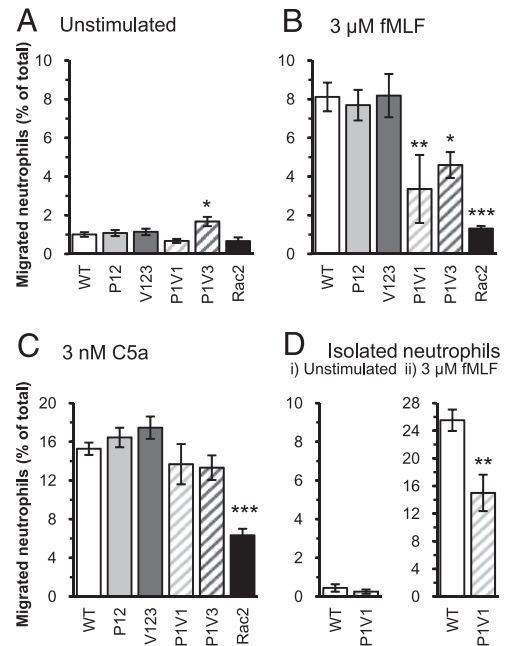 A Unstimulated
Migrated neutrophils (% of total)
10
8
6
4
2
0
WT P12 V123 P1V1 P1V3 Rac2
*
B 3 μM fMLF
10
8
6
4
2
0
WT P12 V123 P1V1 P1V3 Rac2
** * ***
C 3 nM C5a
Migrated neutrophils (% of total)
20
16
12
8
4
0
WT P12 V123 P1V1 P1V3 Rac2
***
D Isolated neutrophils
i) Unstimulated ii) 3 μM fMLF
10
8
6
4
2
0
WT P1V1
28
24
20
16
12
8
4
0
WT P1V1
**